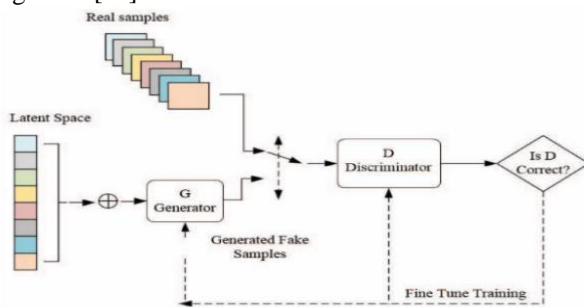 Real samples
Latent Space
G
Generator
D
Discriminator
Is D
Correct?
Generated Fake
Samples
Fine Tune Training